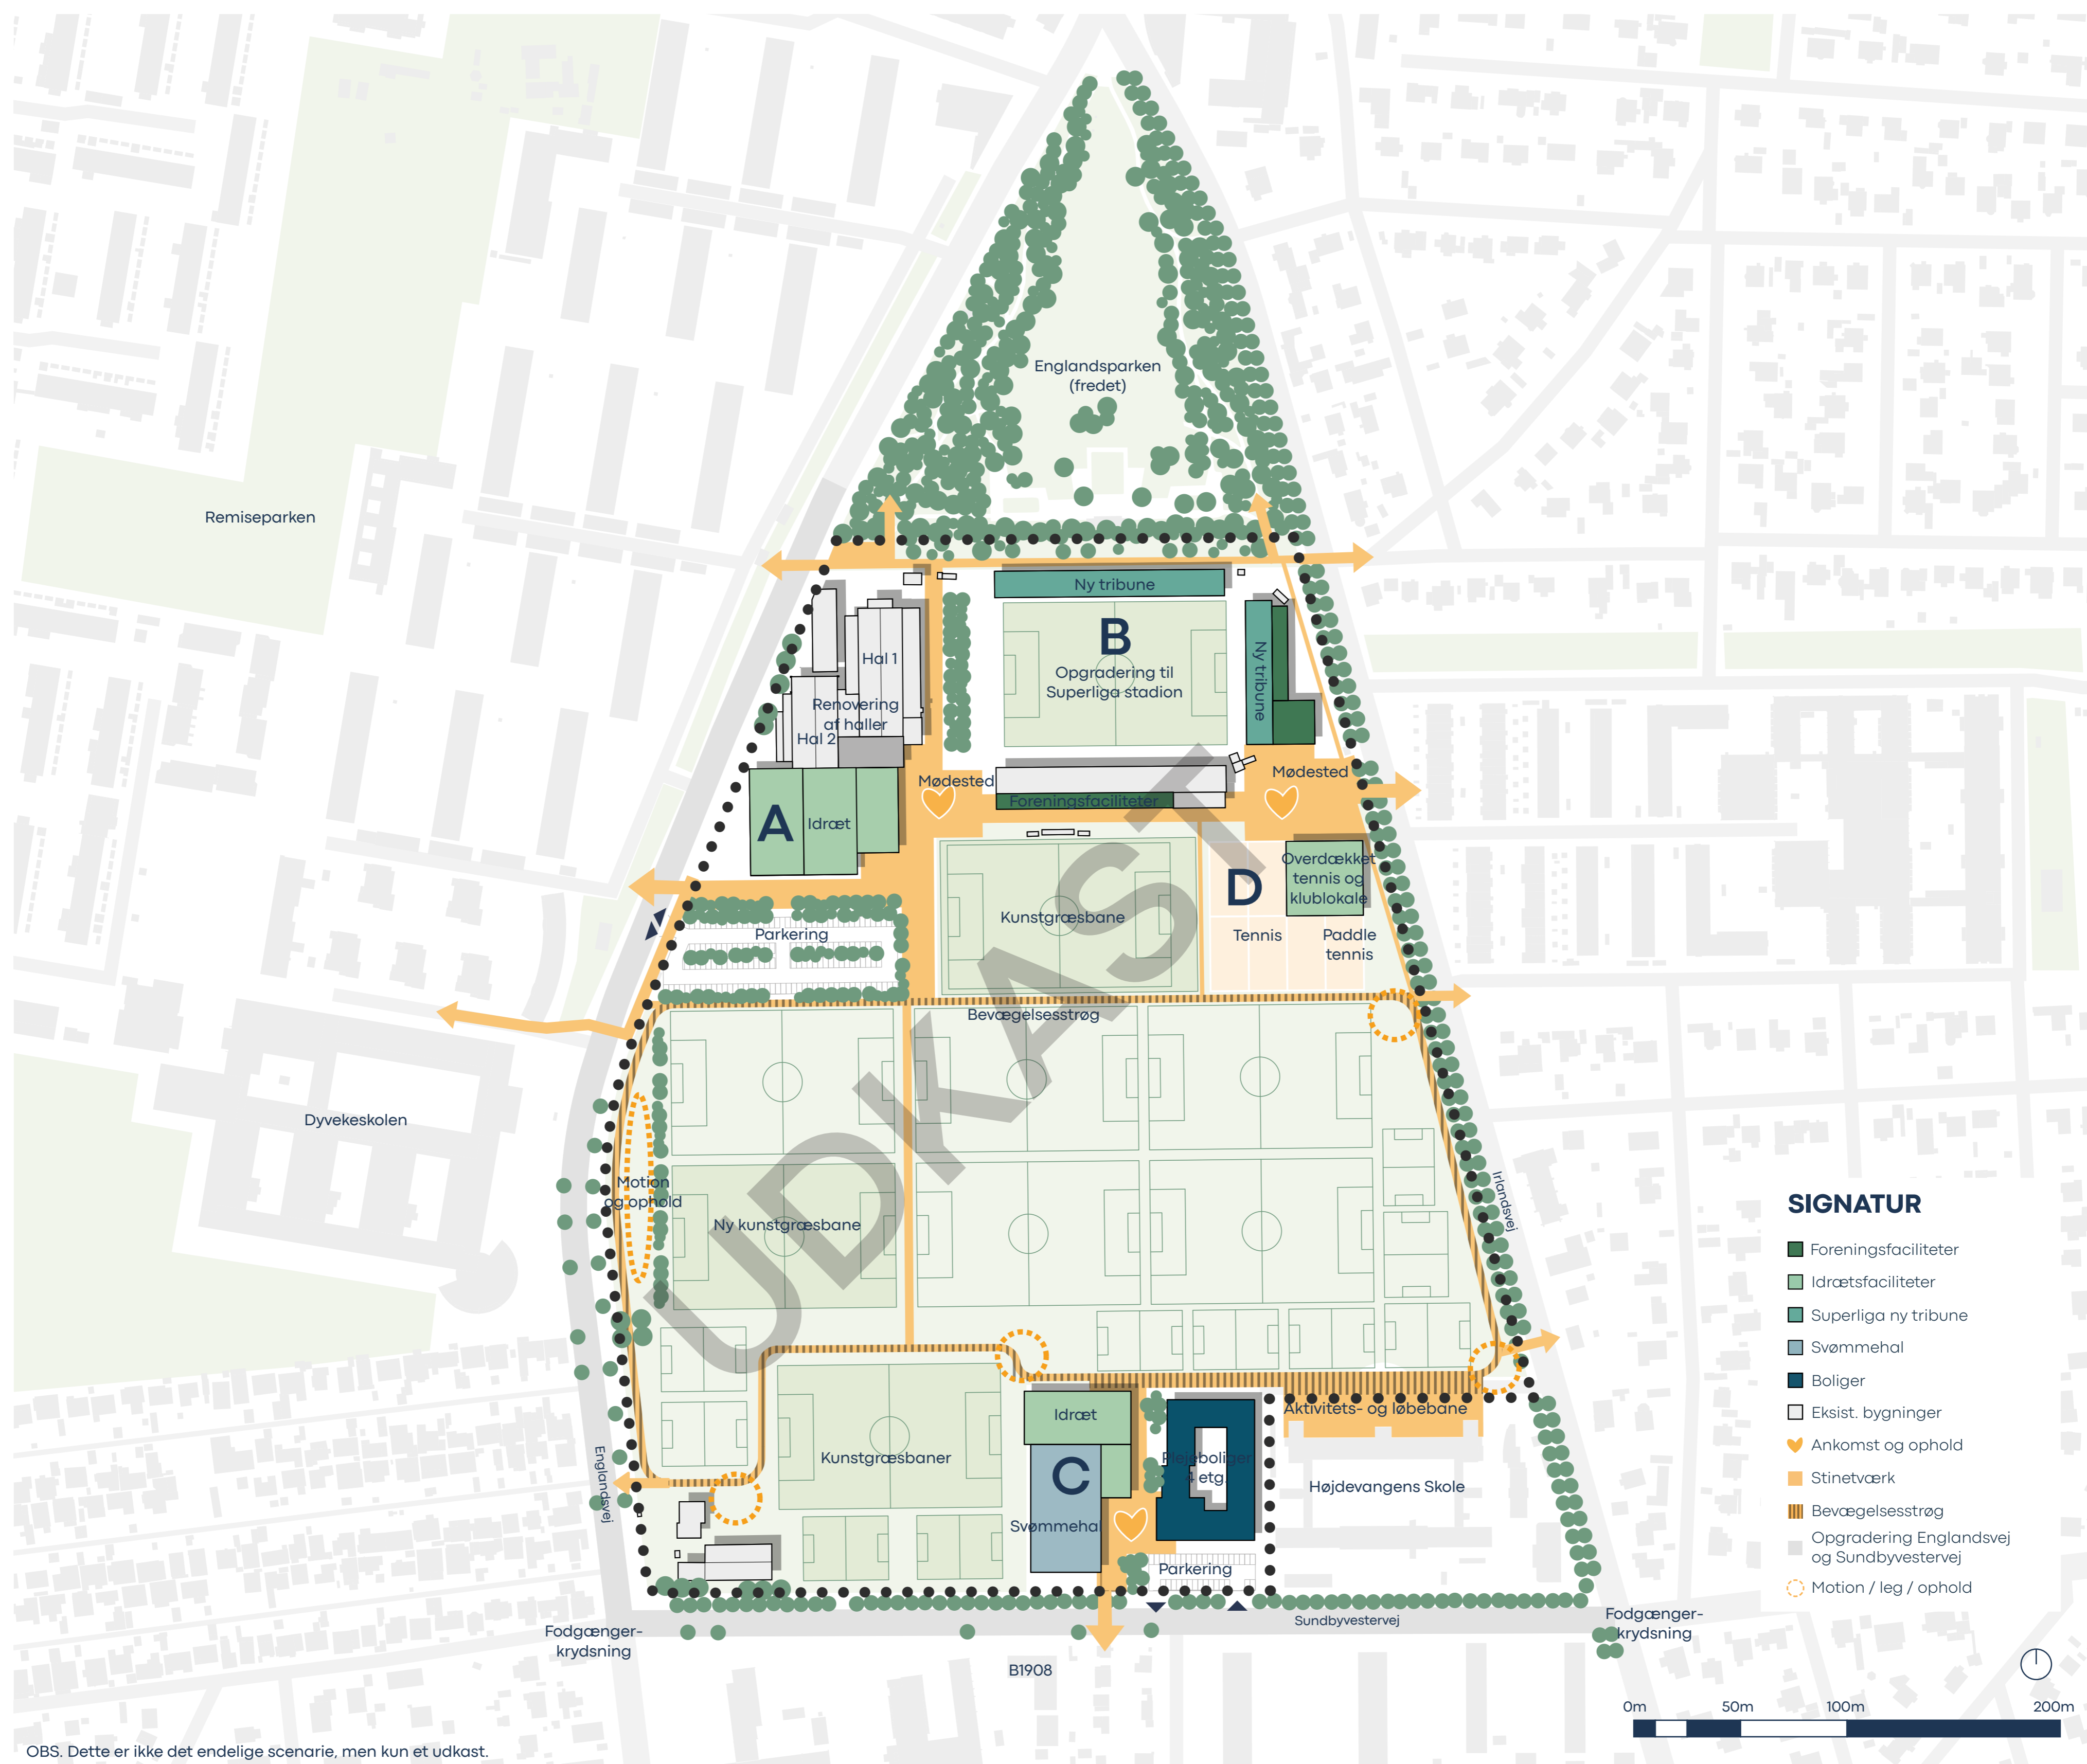 Englandsparken
(fredet)
Remiseparken
Ny tribune
B
Opgradering til
Superliga stadion
Ny tribune
Hal 1
Renovering
af haller
Hal 2
Mødested
Mødested
Foreningsfaciliteter
A
Idræt
Overdækket
tennis og
klublokale
D
Kunstgræsbane
Tennis
Paddle
tennis
Parkering
Bevægelsesstrøg
Dyvekeskolen
Motion
og ophold
Ny kunstgræsbane
UDKAST
Irlandsvej
Aktivitets- og løbebane
Idræt
C
Plejeboliger
4 etg.
Kunstgræsbaner
Højdevangens Skole
Englandsvej
Svømmehal
Parkering
Sundbyvestervej
Fodgænger-
krydsning
Fodgænger-
krydsning
B1908
SIGNATUR
Foreningsfaciliteter
Idrætsfaciliteter
Superliga ny tribune
Svømmehal
Boliger
Eksist. bygninger
Ankomst og ophold
Stinetværk
Bevægelsesstrøg
Opgradering Englandsvej
og Sundbyvestervej
Motion / leg / ophold
0m 50m 100m 200m
OBS. Dette er ikke det endelige scenarie, men kun et udkast.